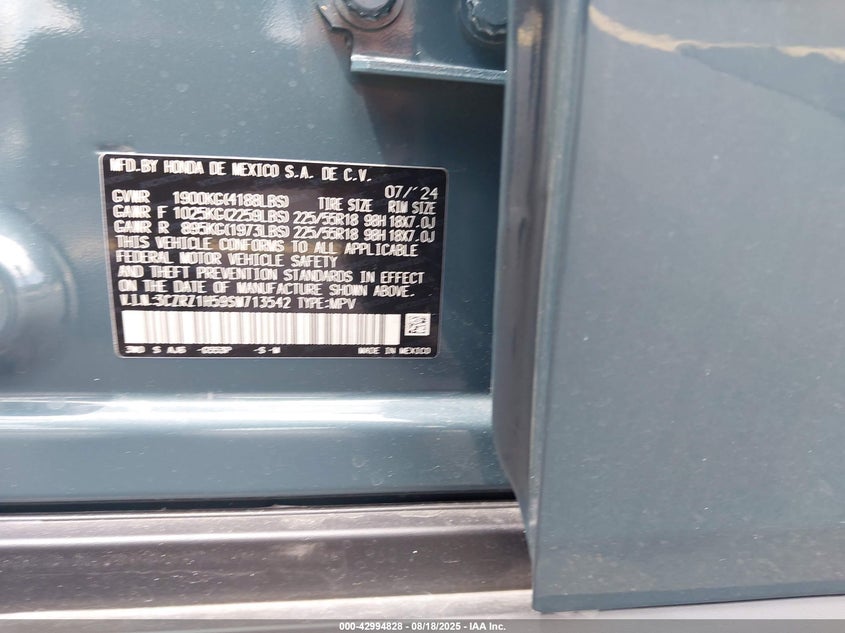 MFD.BY HONDA DE MEXICO S.A. DE C.V.
07/'24
GVWR 1900KG(4188LBS) TIRE SIZE RIM SIZE
GAWR F 1025KG(2259LBS) 225/55R18 98H 18X7.0J
GAWR R 895KG(1973LBS) 225/55R18 98H 18X7.0J
THIS VEHICLE CONFORMS TO ALL APPLICABLE
FEDERAL MOTOR VEHICLE SAFETY
AND THEFT PREVENTION STANDARDS IN EFFECT
ON THE DATE OF MANUFACTURE SHOWN ABOVE.
V.I.N.3CZRZ1H59SM713542 TYPE:MPV
S -S-M MADE IN MEXICO
000-42994828 | 08/18/2025 | IAA Inc.